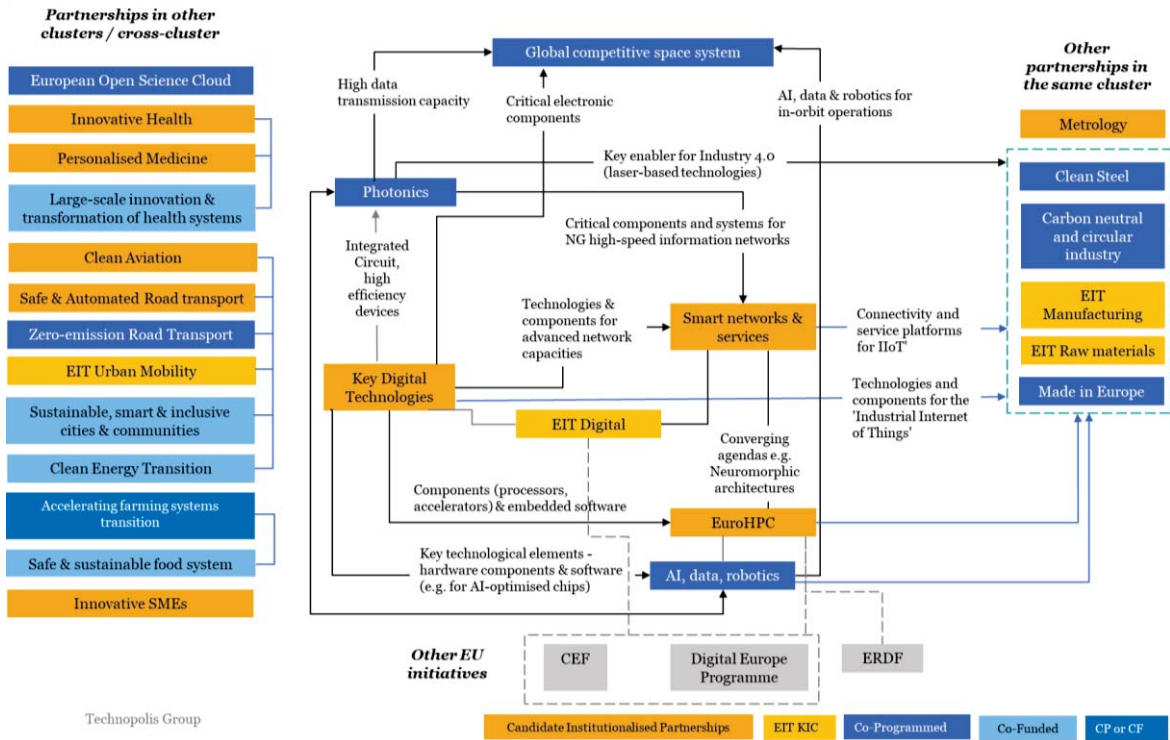 Partnerships in other
clusters / cross-cluster
European Open Science Cloud
Innovative Health
Personalised Medicine
Large-scale innovation &
transformation of health systems
Clean Aviation
Safe & Automated Road transport
Zero-emission Road Transport
EIT Urban Mobility
Sustainable, smart & inclusive
cities & communities
Clean Energy Transition
Accelerating farming systems
transition
Safe & sustainable food system
Innovative SMEs
Technopolis Group
Global competitive space system
High data
transmission capacity
Critical electronic
components
AI, data & robotics for
in-orbit operations
Key enabler for Industry 4.0
(laser-based technologies)
Photonics
Critical components and systems for
NG high-speed information networks
Integrated
Circuit,
high
efficiency
devices
Technologies &
components for
advanced network
capacities
Smart networks &
services
Connectivity and
service platforms
for IIoT'
Key Digital
Technologies
Technologies and
components for the
'Industrial Internet
of Things'
EIT Digital
Converging
agendas e.g.
Neuromorphic
architectures
Components (processors,
accelerators) & embedded software
EuroHPC
Key technological elements -
hardware components & software
(e.g. for AI-optimised chips)
AI, data, robotics
Other EU
initiatives
CEF
Digital Europe
Programme
ERDF
Other
partnerships in
the same cluster
Metrology
Clean Steel
Carbon neutral
and circular
industry
EIT
Manufacturing
EIT Raw materials
Made in Europe
Candidate Institutionalised Partnerships
EIT KIC
Co-Programmed
Co-Funded
CP or CF